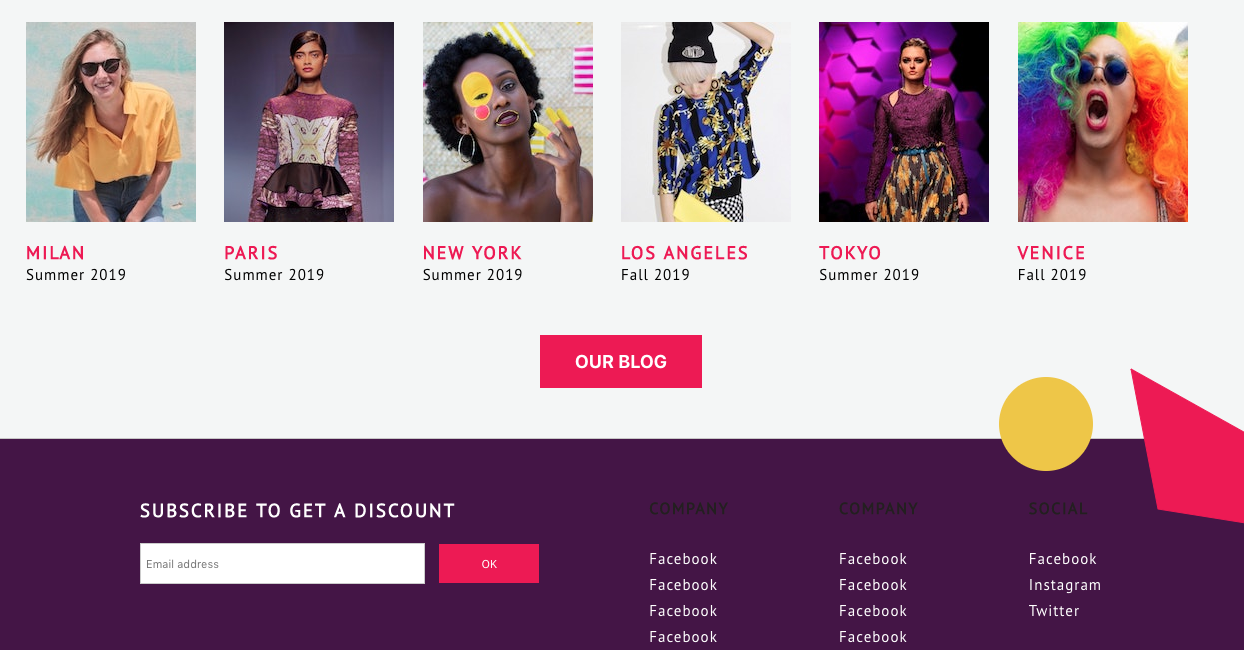 MILAN
Summer 2019
PARIS
Summer 2019
NEW YORK
Summer 2019
LOS ANGELES
Fall 2019
TOKYO
Summer 2019
VENICE
Fall 2019
OUR BLOG
SUBSCRIBE TO GET A DISCOUNT
Email address
OK
COMPANY
Facebook
Facebook
Facebook
Facebook
COMPANY
Facebook
Facebook
Facebook
Facebook
SOCIAL
Facebook
Instagram
Twitter